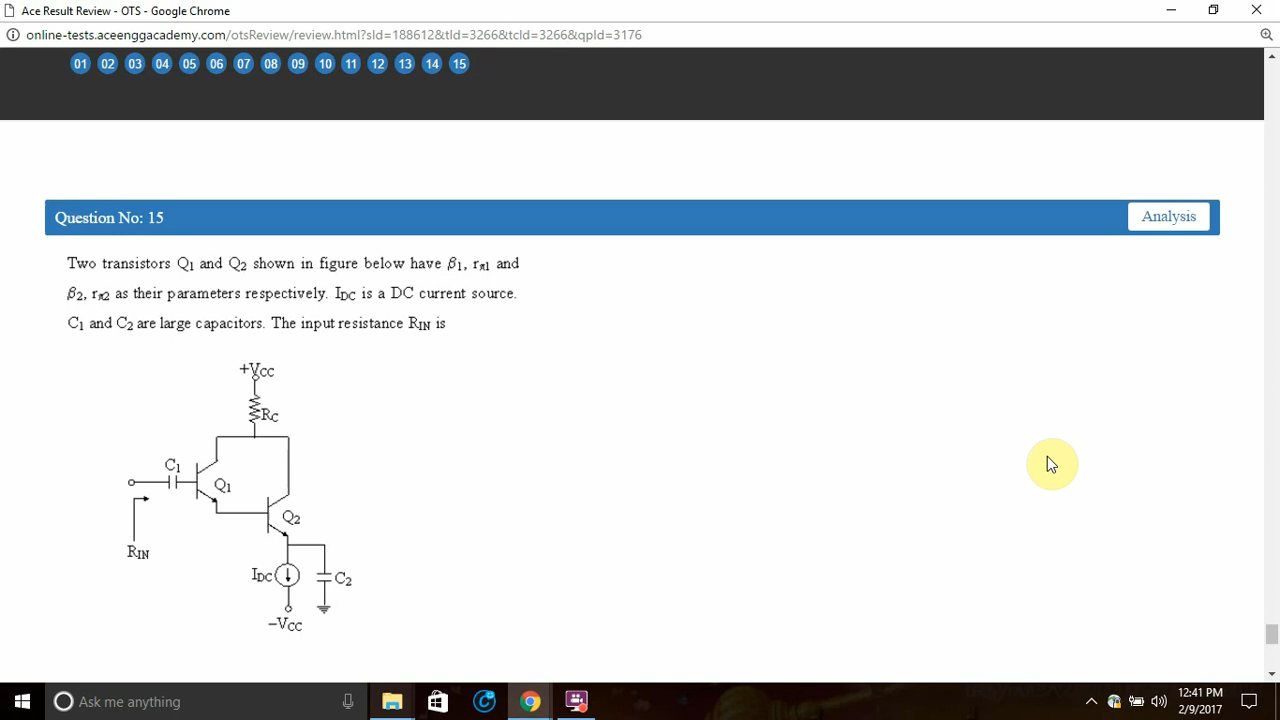 Ace Result Review - OTS - Google Chrome
online-tests.aceenggacademy.com/otsReview/review.html?sId=188612&tId=3266&tcId=3266&qpId=3176
01 02 03 04 05 06 07 08 09 10 11 12 13 14 15
Question No: 15
Analysis
Two transistors Q1 and Q2 shown in figure below have β1, rπ1 and
β2, rπ2 as their parameters respectively. IDC is a DC current source.
C1 and C2 are large capacitors. The input resistance RIN is
+VCC
RC
C1
Q1
Q2
RIN
IDC
C2
−VCC
Ask me anything
12:41 PM
2/9/2017